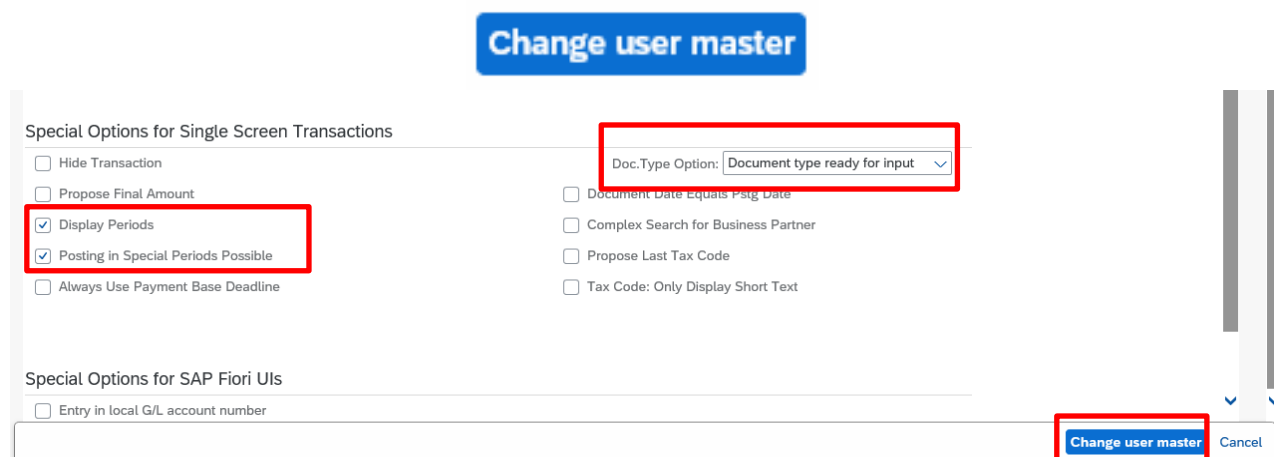 Change user master
Special Options for Single Screen Transactions
Hide Transaction
Doc.Type Option: Document type ready for input
Propose Final Amount
Document Date Equals Pstg Date
Display Periods
Complex Search for Business Partner
Posting in Special Periods Possible
Propose Last Tax Code
Always Use Payment Base Deadline
Tax Code: Only Display Short Text
Special Options for SAP Fiori UIs
Entry in local G/L account number
Change user master Cancel